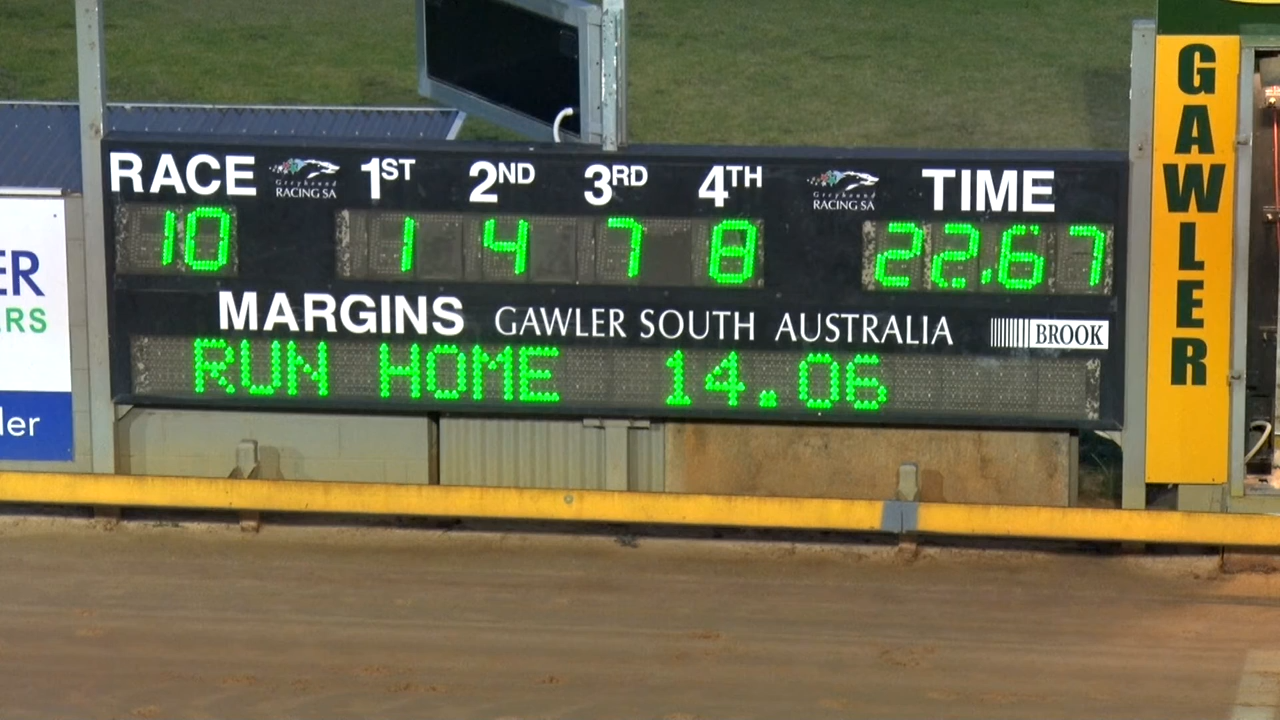 RACE 1ST 2ND 3RD 4TH TIME
Greyhound RACING SA
Greyhound RACING SA
10 1 4 7 8 22.67
MARGINS GAWLER SOUTH AUSTRALIA BROOK
RUN HOME 14.06
GAWLER
ER
RS
ler